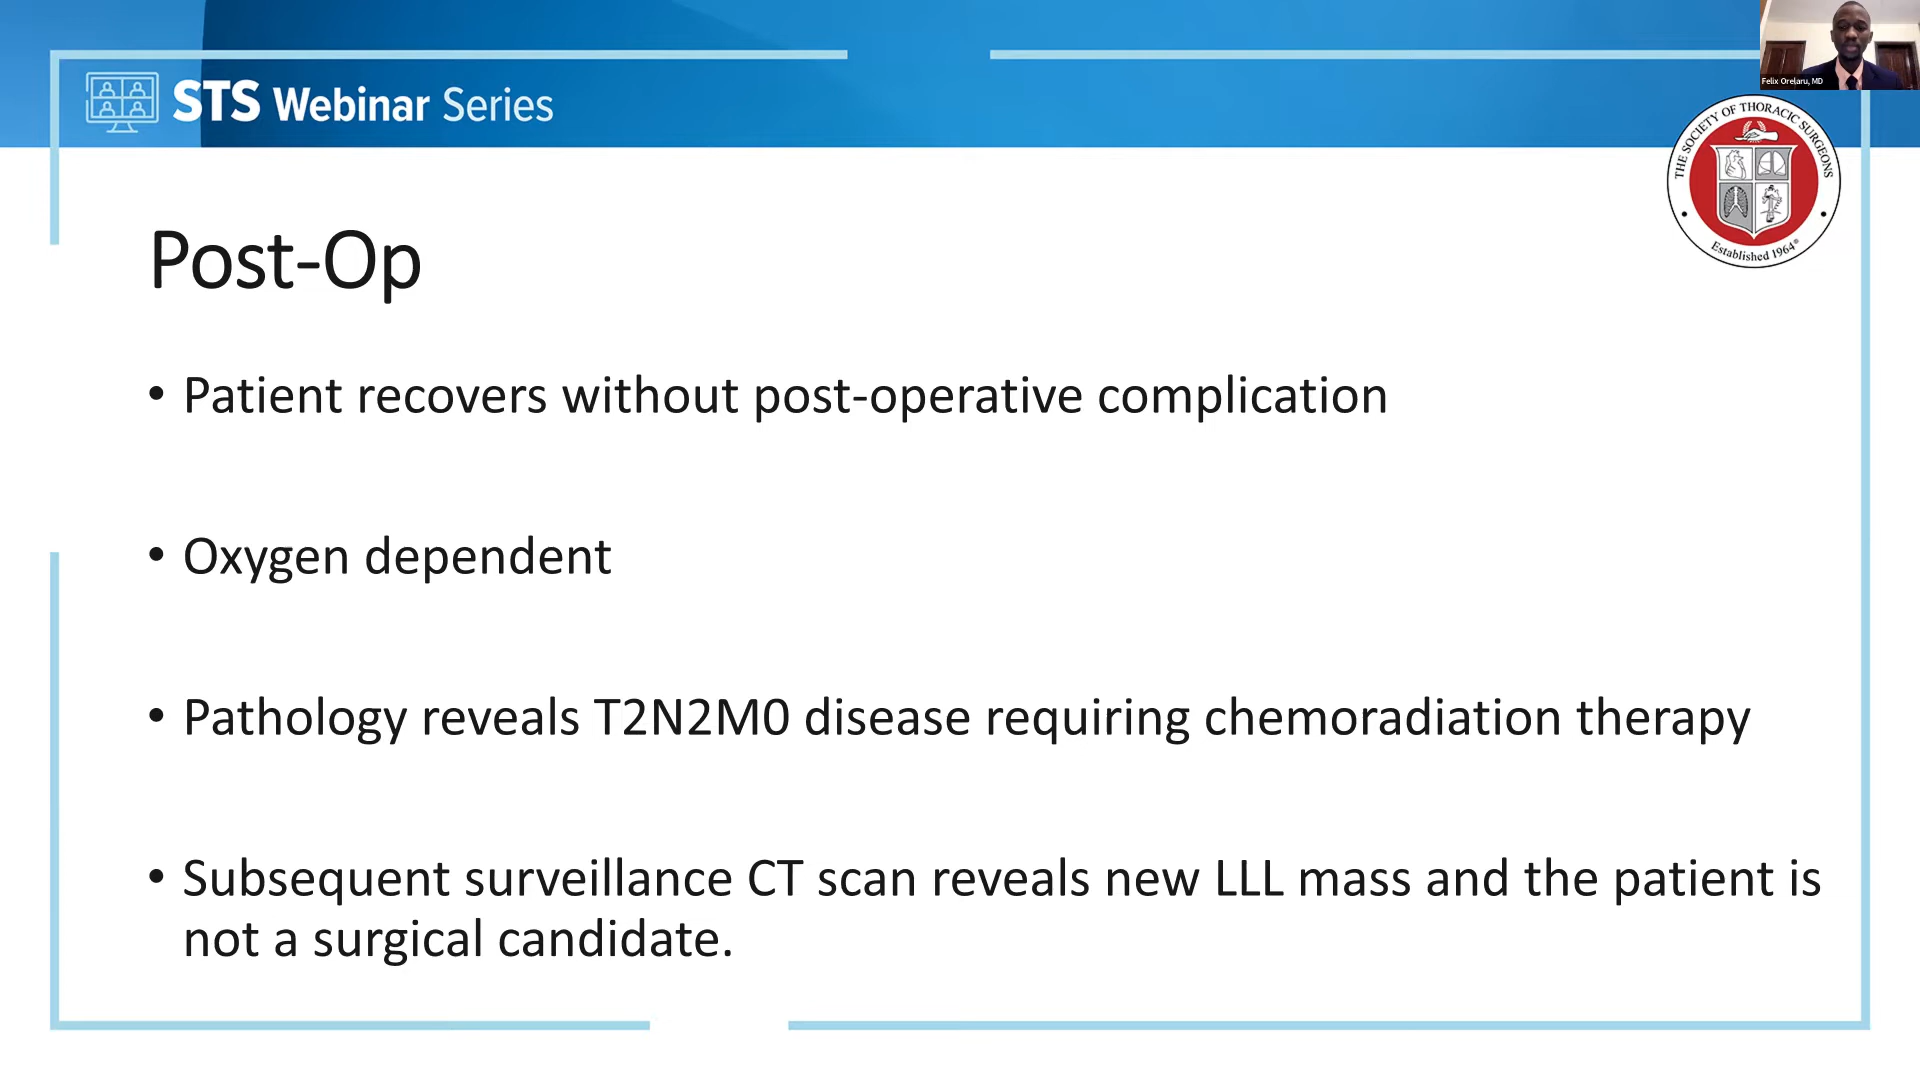 STS Webinar Series
Felix Orelaru, MD
THE SOCIETY OF THORACIC SURGEONS
Established 1964®
Post-Op
• Patient recovers without post-operative complication
• Oxygen dependent
• Pathology reveals T2N2M0 disease requiring chemoradiation therapy
• Subsequent surveillance CT scan reveals new LLL mass and the patient is
not a surgical candidate.